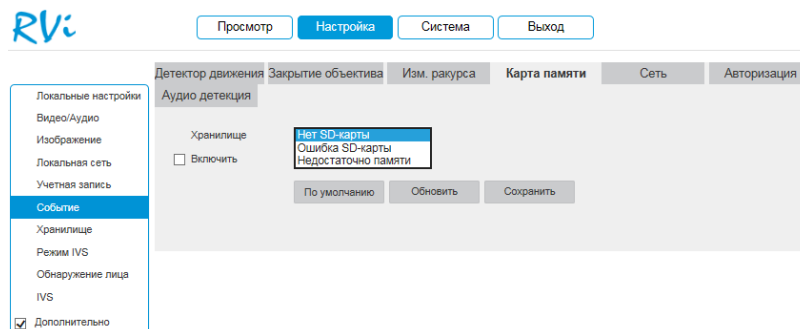 RVi
Просмотр Настройка Система Выход
Детектор движения Закрытие объектива Изм. ракурса Карта памяти Сеть Авторизация
Аудио детекция
Локальные настройки
Видео/Аудио
Изображение
Локальная сеть
Учетная запись
Событие
Хранилище
Режим IVS
Обнаружение лица
IVS
Дополнительно
Хранилище
Нет SD-карты
Ошибка SD-карты
Недостаточно памяти
Включить
По умолчанию Обновить Сохранить